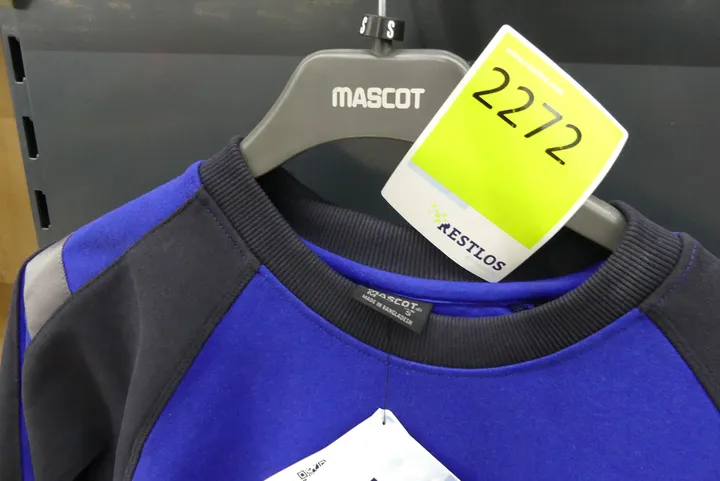 S S
MASCOT
2272
RESTLOS
MASCOT
S
MADE IN BANGLADESH